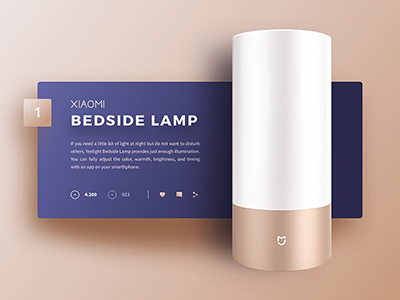 1
XIAOMI
BEDSIDE LAMP
If you need a little bit of light at night but do not want to disturb
others, Yeelight Bedside Lamp provides just enough illumination.
You can fully adjust the color, warmth, brightness, and timing
with an app on your smartphphone.
4.200
023